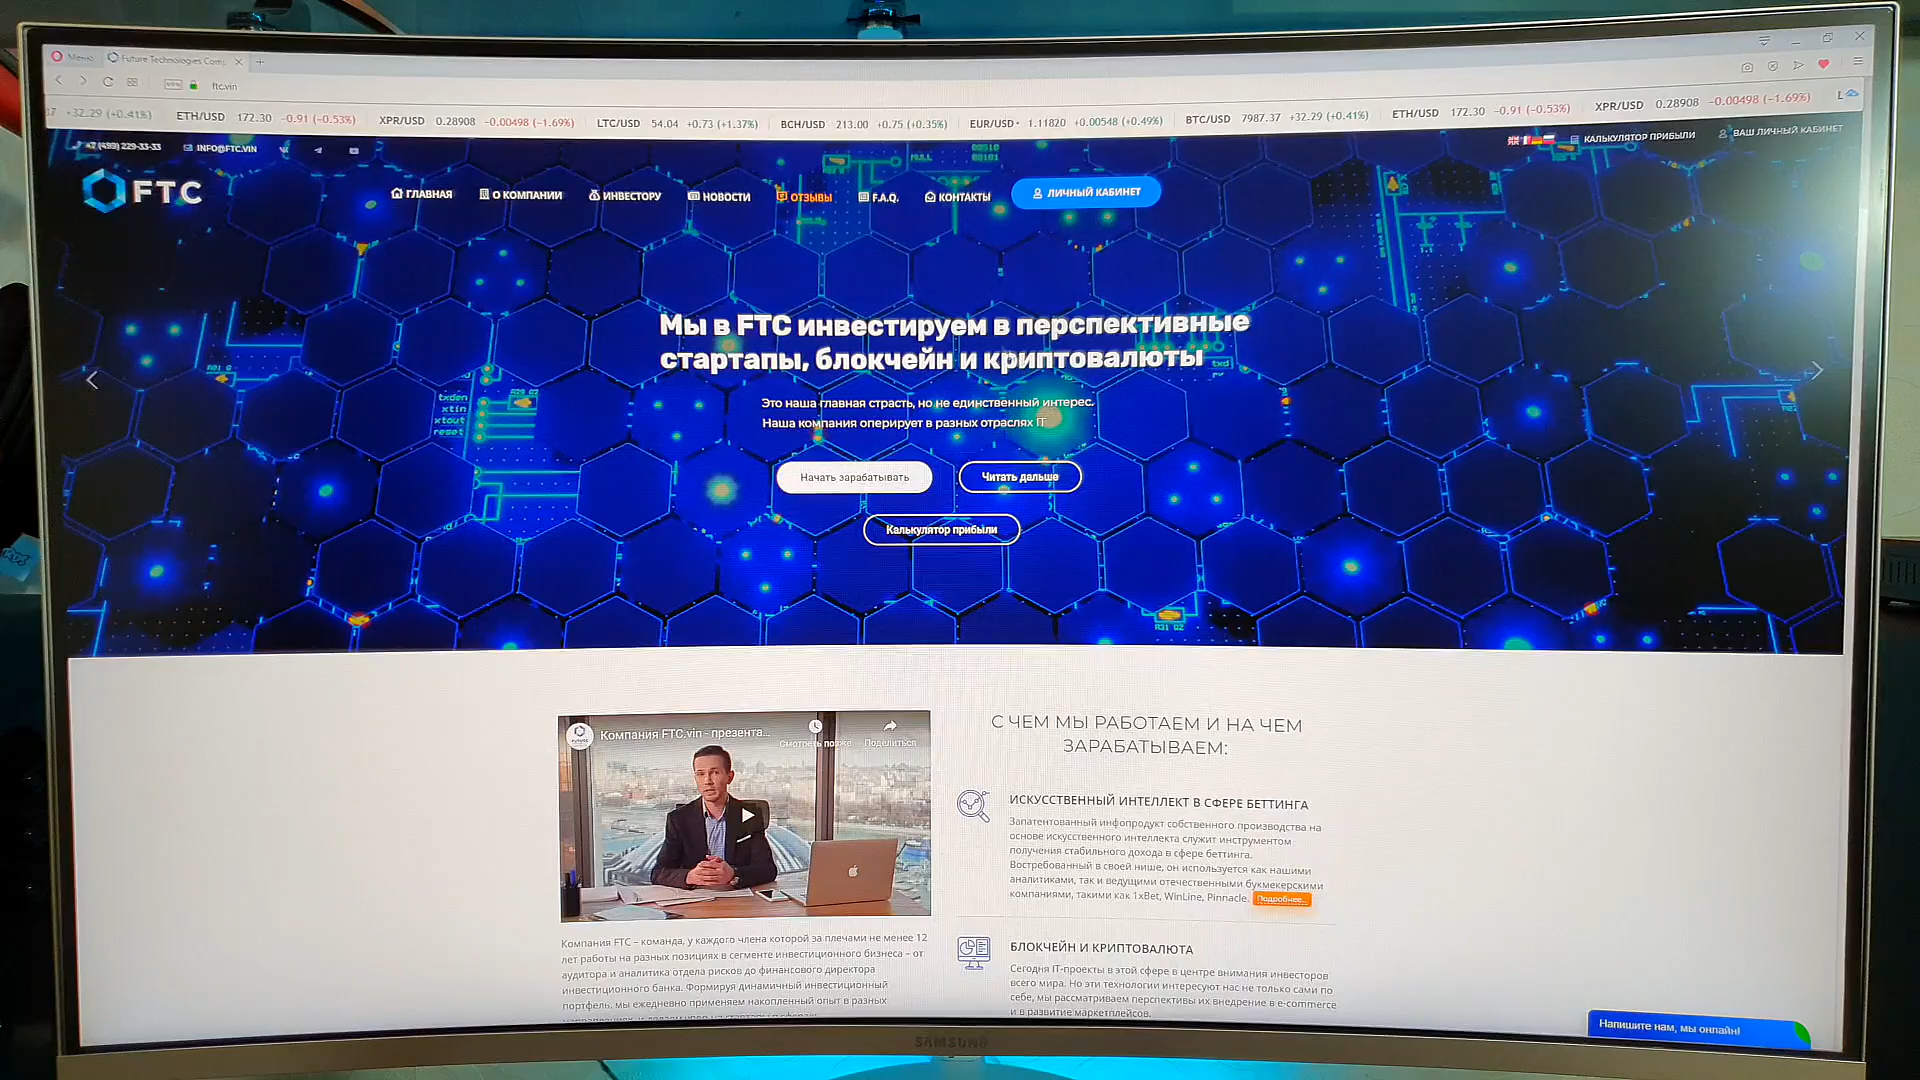 Меню
Future Technologies Com
ftc.vin
+32.29 (+0.41%) ETH/USD 172.30 -0.91 (-0.53%) XPR/USD 0.28908 -0.00498 (-1.69%) LTC/USD 54.04 +0.73 (+1.37%) BCH/USD 213.00 +0.75 (+0.35%) EUR/USD 1.11820 +0.00548 (+0.49%) BTC/USD 7987.37 +32.29 (+0.41%) ETH/USD 172.30 -0.91 (-0.53%) XPR/USD 0.28908 -0.00498 (-1.69%) L
+7 (499) 229-33-33 INFO@FTC.VIN КАЛЬКУЛЯТОР ПРИБЫЛИ ВАШ ЛИЧНЫЙ КАБИНЕТ
FTC
ГЛАВНАЯ О КОМПАНИИ ИНВЕСТОРУ НОВОСТИ ОТЗЫВЫ F.A.Q. КОНТАКТЫ ЛИЧНЫЙ КАБИНЕТ
Мы в FTC инвестируем в перспективные
стартапы, блокчейн и криптовалюты
txden
xtin
xtout
reset
txd
Это наша главная страсть, но не единственный интерес.
Наша компания оперирует в разных отраслях IT
Начать зарабатывать
Читать дальше
Калькулятор прибыли
Компания FTC.vin - презента...
Смотреть позже
Поделиться
Компания FTC – команда, у каждого члена которой за плечами не менее 12
лет работы на разных позициях в сегменте инвестиционного бизнеса – от
аудитора и аналитика отдела рисков до финансового директора
инвестиционного банка. Формируя динамичный инвестиционный
портфель, мы ежедневно применяем накопленный опыт в разных
С ЧЕМ МЫ РАБОТАЕМ И НА ЧЕМ
ЗАРАБАТЫВАЕМ:
ИСКУССТВЕННЫЙ ИНТЕЛЛЕКТ В СФЕРЕ БЕТТИНГА
Запатентованный инфопродукт собственного производства на
основе искусственного интеллекта служит инструментом
получения стабильного дохода в сфере беттинга.
Востребованный в своей нише, он используется как нашими
аналитиками, так и ведущими отечественными букмекерскими
компаниями, такими как 1xBet, WinLine, Pinnacle. Подробнее...
БЛОКЧЕЙН И КРИПТОВАЛЮТА
Сегодня IT-проекты в этой сфере в центре внимания инвесторов
всего мира. Но эти технологии интересуют нас не только сами по
себе, мы рассматриваем перспективы их внедрение в e-commerce
и в развитие маркетплейсов.
Напишите нам, мы онлайн!
SAMSUNG